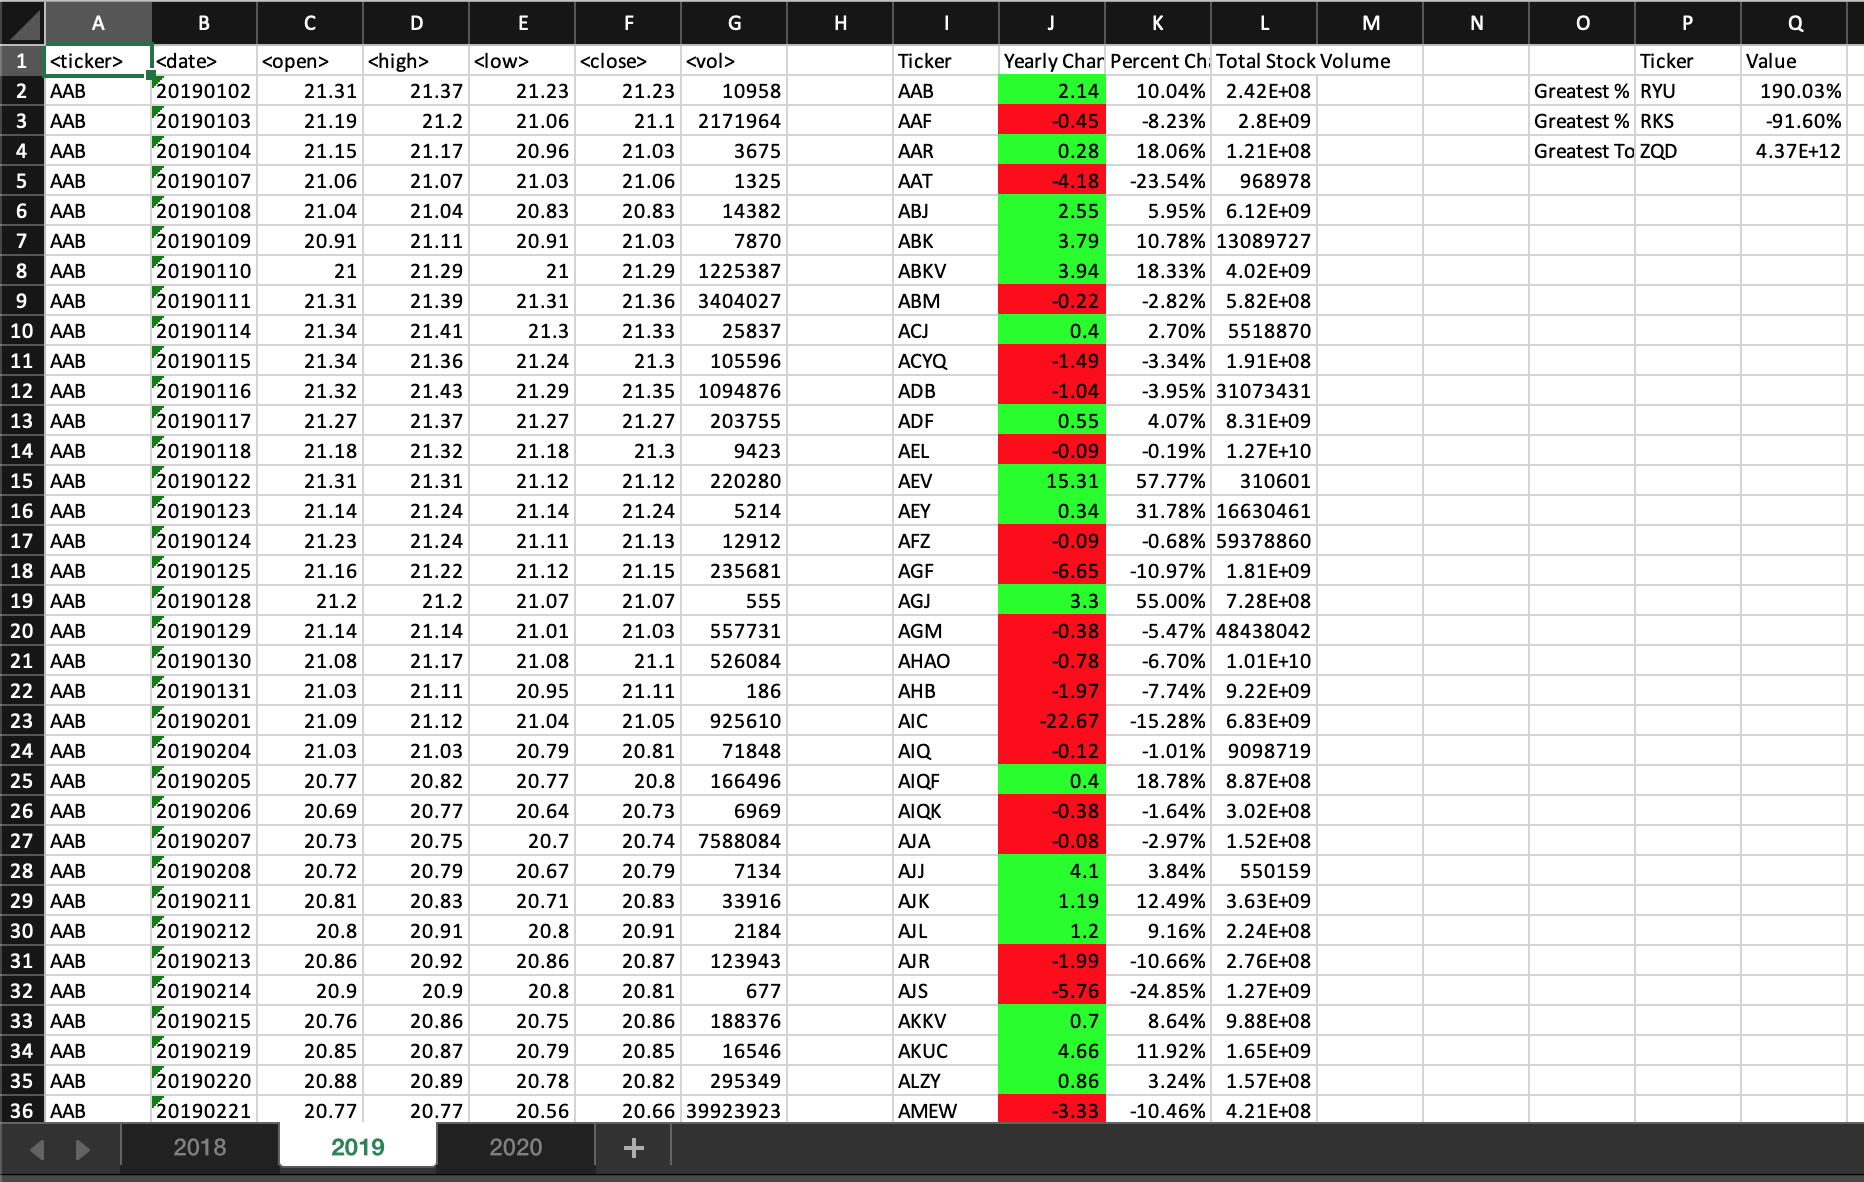 A B C D E F G H I J K L M N O P Q
1 <ticker> <date> <open> <high> <low> <close> <vol> Ticker Yearly Char Percent Ch Total Stock Volume Ticker Value
2 AAB 20190102 21.31 21.37 21.23 21.23 10958 AAB 2.14 10.04% 2.42E+08 Greatest % RYU 190.03%
3 AAB 20190103 21.19 21.2 21.06 21.1 2171964 AAF -0.45 -8.23% 2.8E+09 Greatest % RKS -91.60%
4 AAB 20190104 21.15 21.17 20.96 21.03 3675 AAR 0.28 18.06% 1.21E+08 Greatest To ZQD 4.37E+12
5 AAB 20190107 21.06 21.07 21.03 21.06 1325 AAT -4.18 -23.54% 968978
6 AAB 20190108 21.04 21.04 20.83 20.83 14382 ABJ 2.55 5.95% 6.12E+09
7 AAB 20190109 20.91 21.11 20.91 21.03 7870 ABK 3.79 10.78% 13089727
8 AAB 20190110 21 21.29 21 21.29 1225387 ABKV 3.94 18.33% 4.02E+09
9 AAB 20190111 21.31 21.39 21.31 21.36 3404027 ABM -0.22 -2.82% 5.82E+08
10 AAB 20190114 21.34 21.41 21.3 21.33 25837 ACJ 0.4 2.70% 5518870
11 AAB 20190115 21.34 21.36 21.24 21.3 105596 ACYQ -1.49 -3.34% 1.91E+08
12 AAB 20190116 21.32 21.43 21.29 21.35 1094876 ADB -1.04 -3.95% 31073431
13 AAB 20190117 21.27 21.37 21.27 21.27 203755 ADF 0.55 4.07% 8.31E+09
14 AAB 20190118 21.18 21.32 21.18 21.3 9423 AEL -0.09 -0.19% 1.27E+10
15 AAB 20190122 21.31 21.31 21.12 21.12 220280 AEV 15.31 57.77% 310601
16 AAB 20190123 21.14 21.24 21.14 21.24 5214 AEY 0.34 31.78% 16630461
17 AAB 20190124 21.23 21.24 21.11 21.13 12912 AFZ -0.09 -0.68% 59378860
18 AAB 20190125 21.16 21.22 21.12 21.15 235681 AGF -6.65 -10.97% 1.81E+09
19 AAB 20190128 21.2 21.2 21.07 21.07 555 AGJ 3.3 55.00% 7.28E+08
20 AAB 20190129 21.14 21.14 21.01 21.03 557731 AGM -0.38 -5.47% 48438042
21 AAB 20190130 21.08 21.17 21.08 21.1 526084 AHAO -0.78 -6.70% 1.01E+10
22 AAB 20190131 21.03 21.11 20.95 21.11 186 AHB -1.97 -7.74% 9.22E+09
23 AAB 20190201 21.09 21.12 21.04 21.05 925610 AIC -22.67 -15.28% 6.83E+09
24 AAB 20190204 21.03 21.03 20.79 20.81 71848 AIQ -0.12 -1.01% 9098719
25 AAB 20190205 20.77 20.82 20.77 20.8 166496 AIQF 0.4 18.78% 8.87E+08
26 AAB 20190206 20.69 20.77 20.64 20.73 6969 AIQK -0.38 -1.64% 3.02E+08
27 AAB 20190207 20.73 20.75 20.7 20.74 7588084 AJA -0.08 -2.97% 1.52E+08
28 AAB 20190208 20.72 20.79 20.67 20.79 7134 AJJ 4.1 3.84% 550159
29 AAB 20190211 20.81 20.83 20.71 20.83 33916 AJK 1.19 12.49% 3.63E+09
30 AAB 20190212 20.8 20.91 20.8 20.91 2184 AJL 1.2 9.16% 2.24E+08
31 AAB 20190213 20.86 20.92 20.86 20.87 123943 AJR -1.99 -10.66% 2.76E+08
32 AAB 20190214 20.9 20.9 20.8 20.81 677 AJS -5.76 -24.85% 1.27E+09
33 AAB 20190215 20.76 20.86 20.75 20.86 188376 AKKV 0.7 8.64% 9.88E+08
34 AAB 20190219 20.85 20.87 20.79 20.85 16546 AKUC 4.66 11.92% 1.65E+09
35 AAB 20190220 20.88 20.89 20.78 20.82 295349 ALZY 0.86 3.24% 1.57E+08
36 AAB 20190221 20.77 20.77 20.56 20.66 39923923 AMEW -3.33 -10.46% 4.21E+08
2018 2019 2020 +